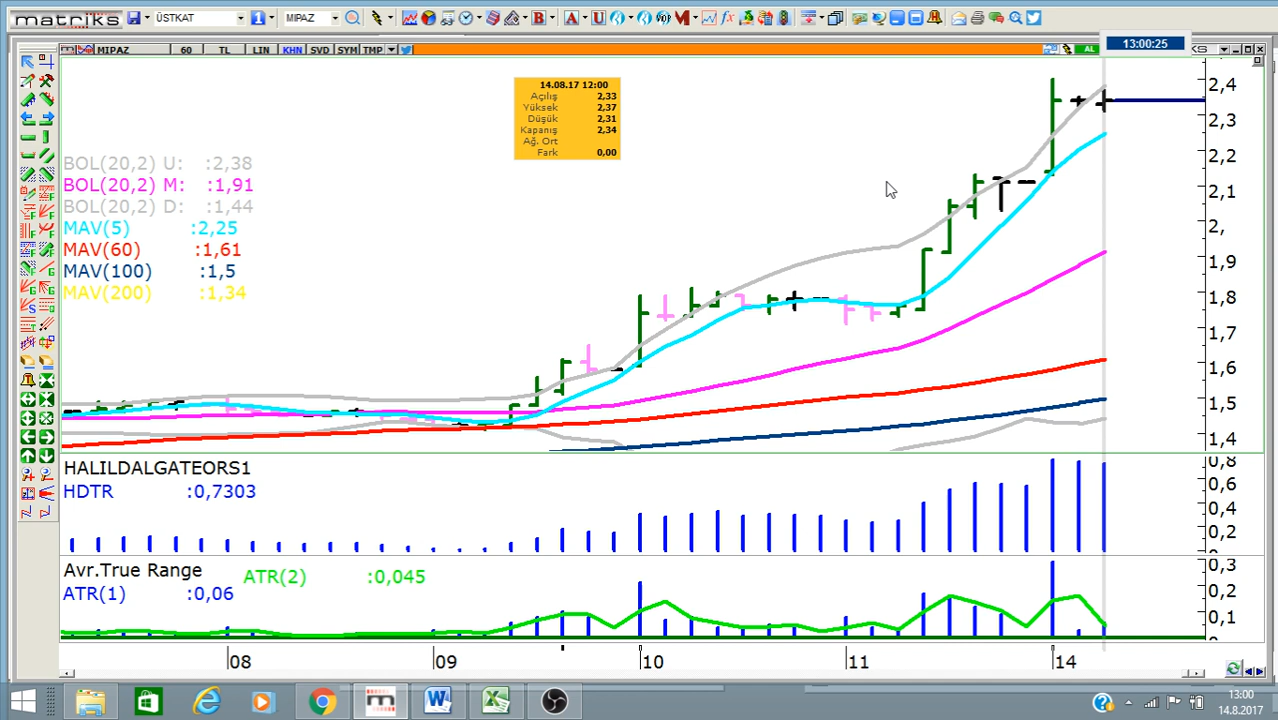 matriks
ÜSTKAT
MIPAZ
MIPAZ 60 TL LIN KHN SVD SYM TMP
AL
13:00:25
14.08.17 12:00
Açılış 2,33
Yüksek 2,37
Düşük 2,31
Kapanış 2,34
Ağ. Ort
Fark 0,00
BOL(20,2) U: :2,38
BOL(20,2) M: :1,91
BOL(20,2) D: :1,44
MAV(5) :2,25
MAV(60) :1,61
MAV(100) :1,5
MAV(200) :1,34
2,4
2,3
2,2
2,1
2,
1,9
1,8
1,7
1,6
1,5
1,4
HALILDALGATEORS1
HDTR :0,7303
0,8
0,6
0,4
0,2
Avr.True Range
ATR(2) :0,045
ATR(1) :0,06
0,3
0,2
0,1
08 09 10 11 14
13:00
14.8.2017